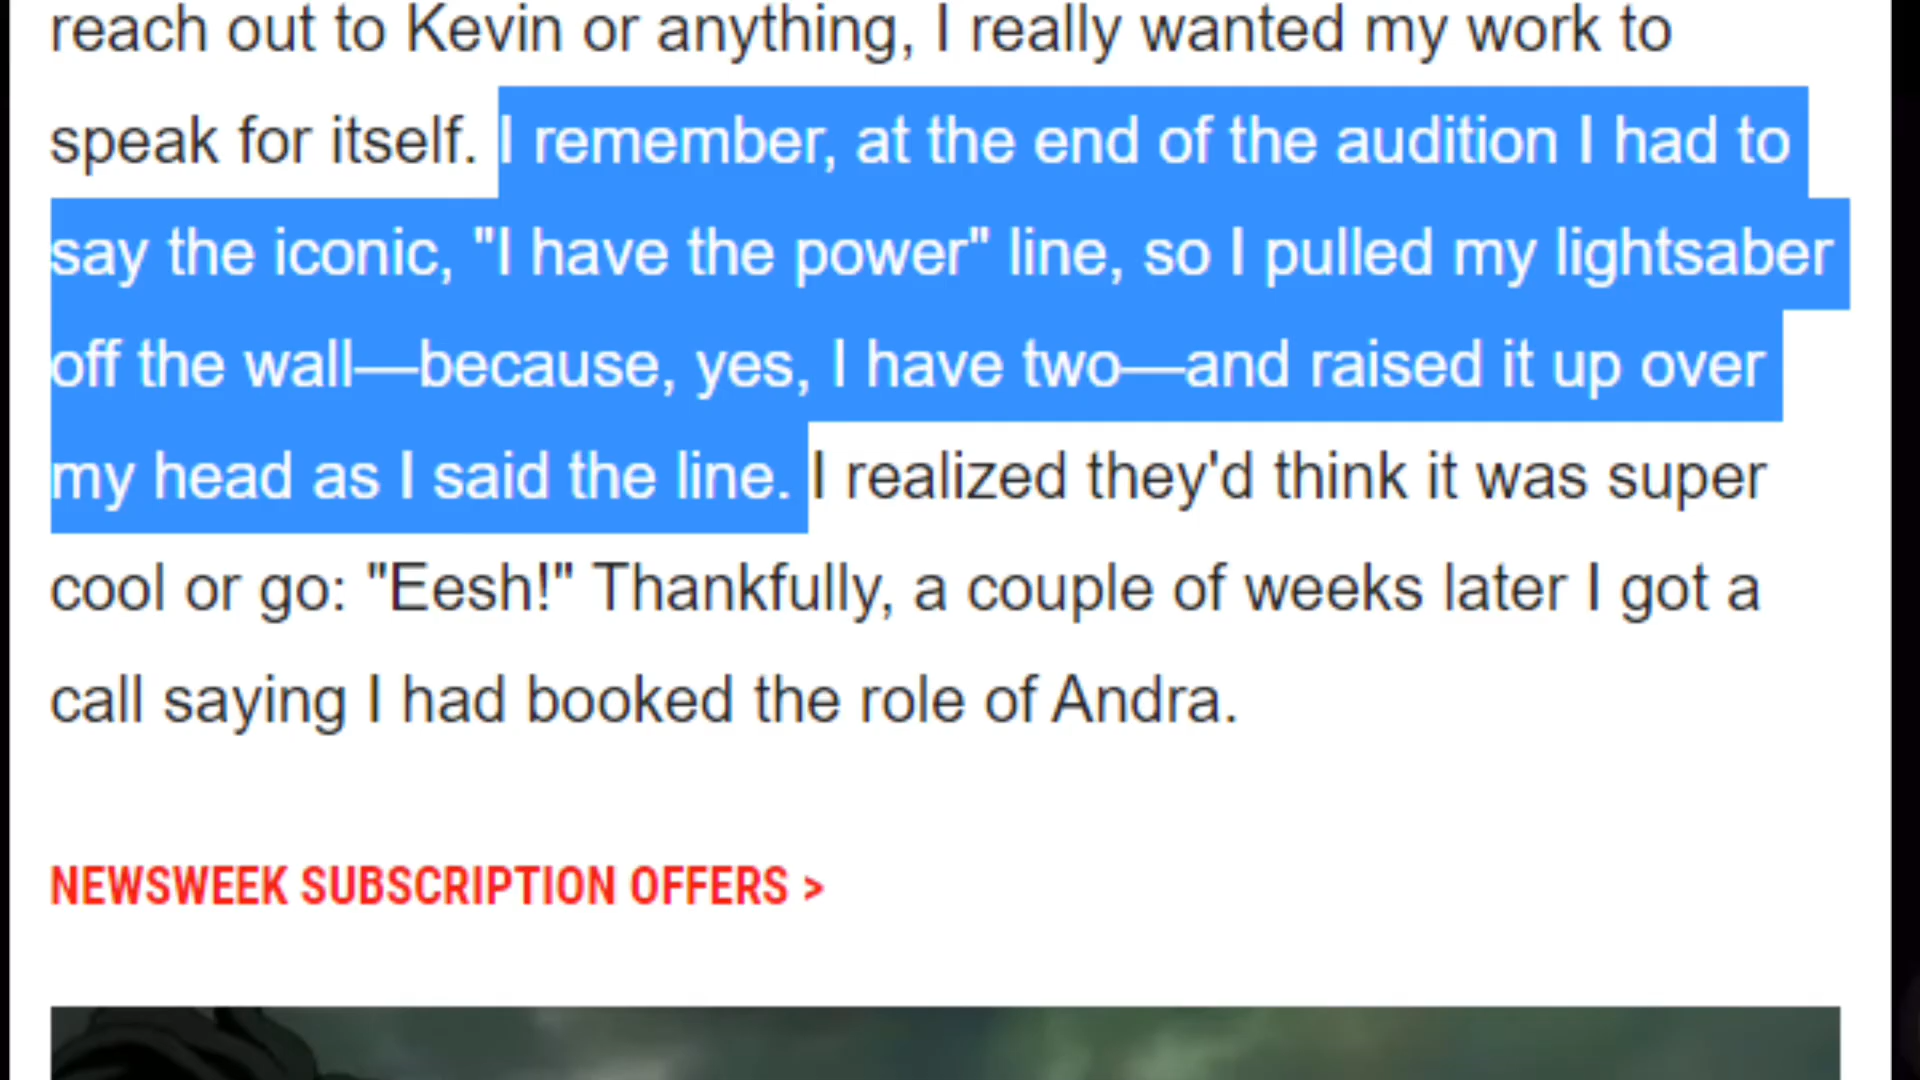 reach out to Kevin or anything, I really wanted my work to
speak for itself. I remember, at the end of the audition I had to
say the iconic, "I have the power" line, so I pulled my lightsaber
off the wall—because, yes, I have two—and raised it up over
my head as I said the line. I realized they'd think it was super
cool or go: "Eesh!" Thankfully, a couple of weeks later I got a
call saying I had booked the role of Andra.
NEWSWEEK SUBSCRIPTION OFFERS >